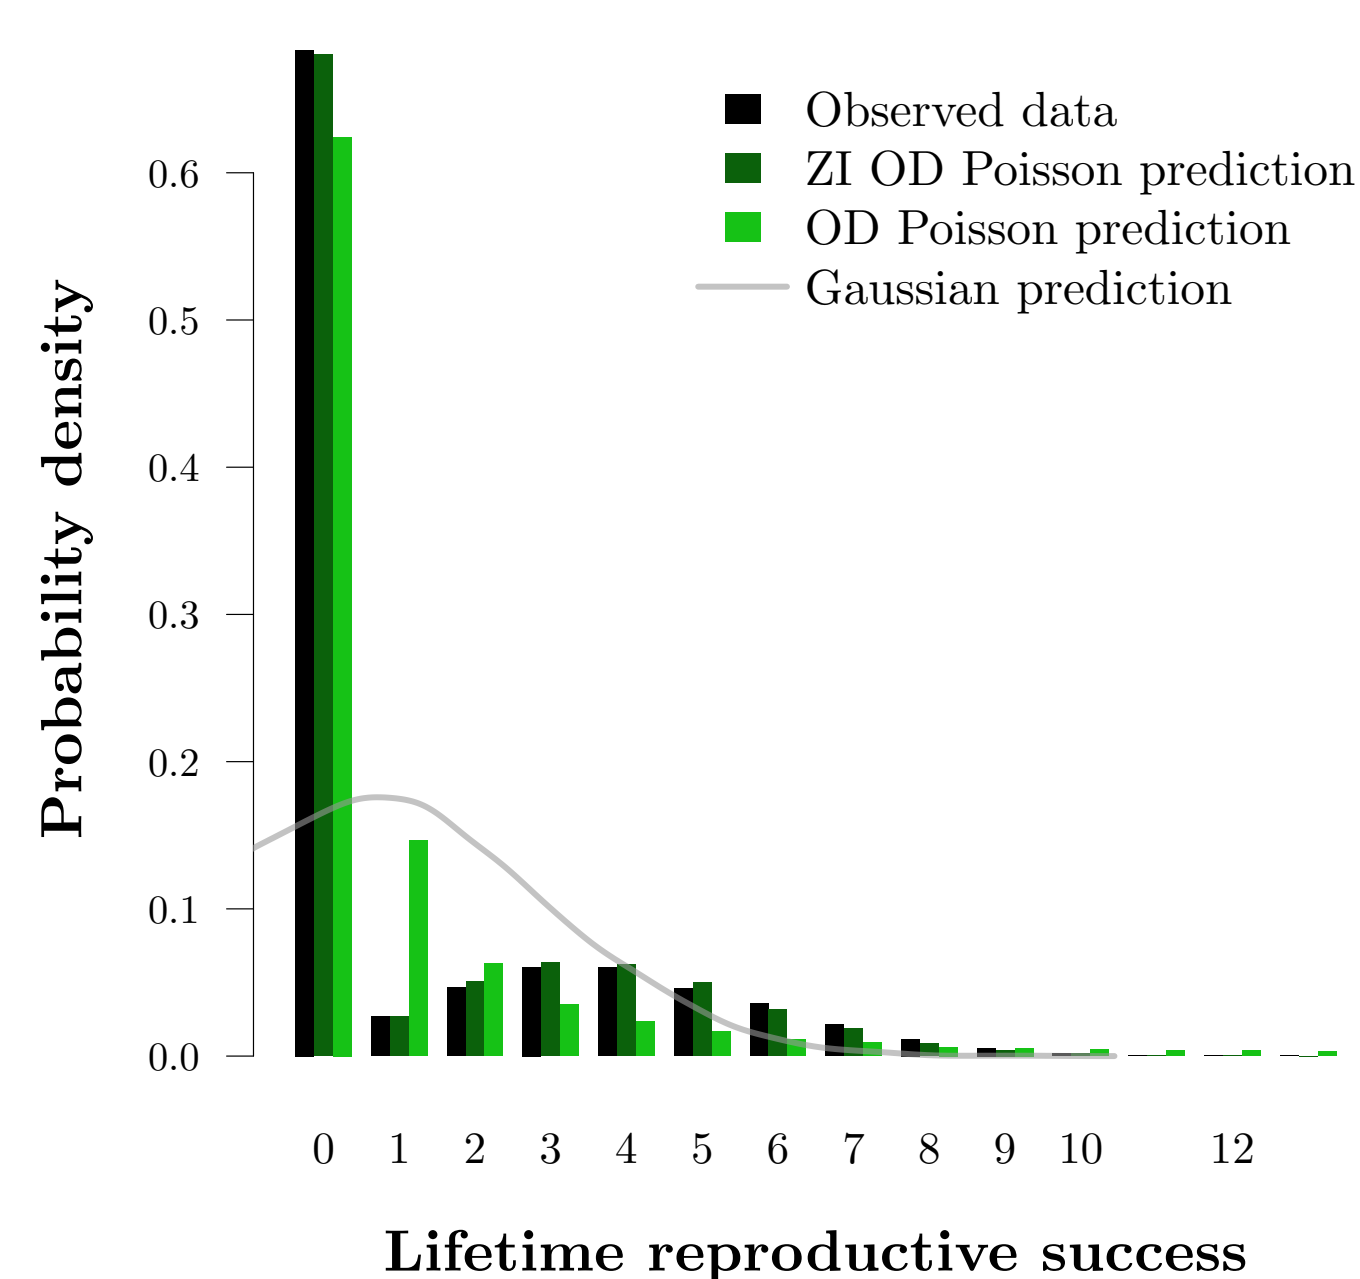 Observed data
ZI OD Poisson prediction
OD Poisson prediction
Gaussian prediction
Probability density
0.6
0.5
0.4
0.3
0.2
0.1
0.0
0 1 2 3 4 5 6 7 8 9 10 12
Lifetime reproductive success